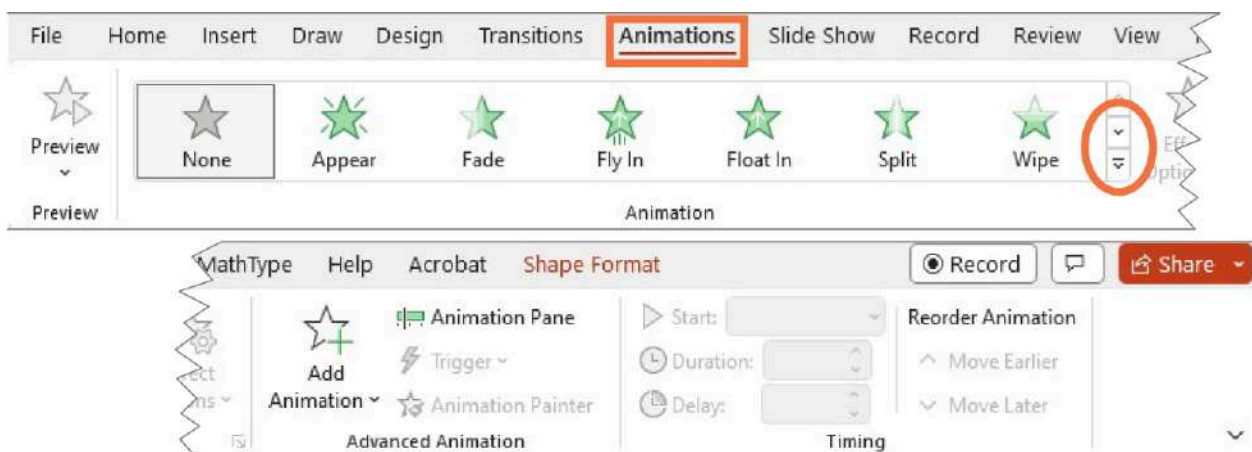 File Home Insert Draw Design Transitions Animations Slide Show Record Review View
Preview
None Appear Fade Fly In Float In Split Wipe
Preview
Animation
MathType Help Acrobat Shape Format Record Share
Animation Pane Start: Reorder Animation
Add Trigger Duration: Move Earlier
Animation Animation Painter Delay: Move Later
Advanced Animation Timing